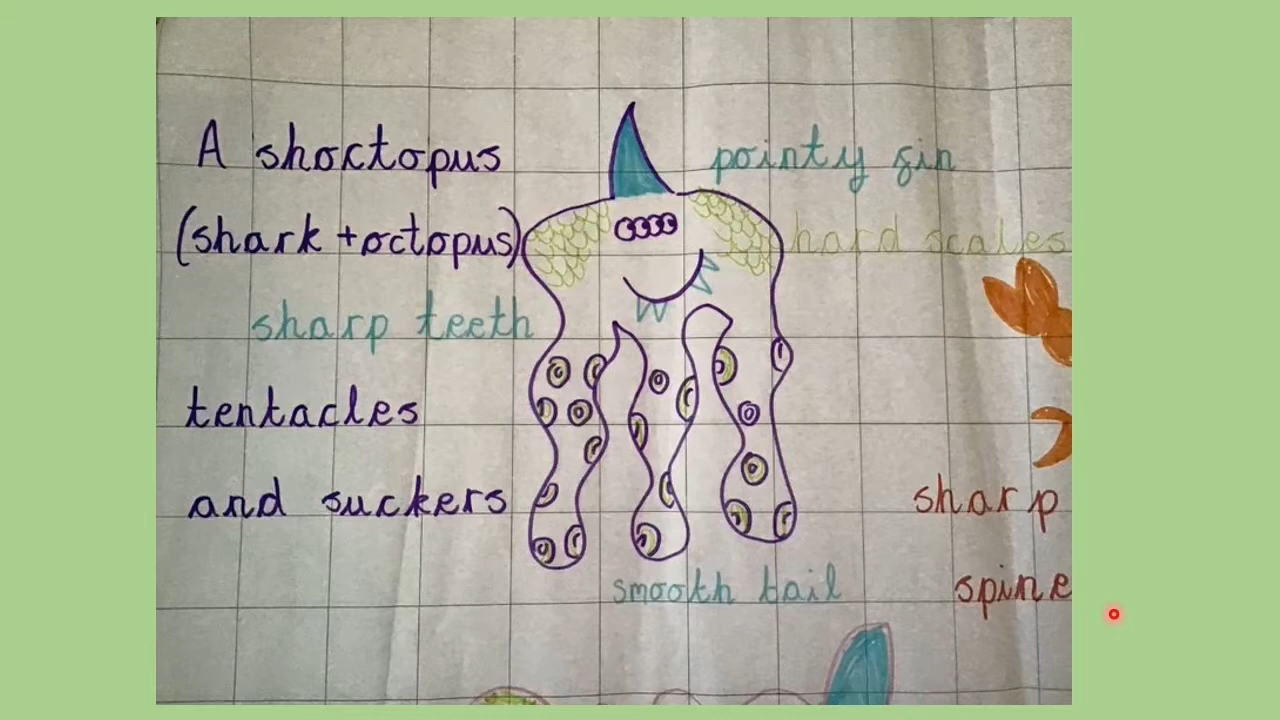 A shoctopus
pointy fin
(shark + octopus)
hard scales
sharp teeth
tentacles
and suckers
sharp
spine
smooth tail